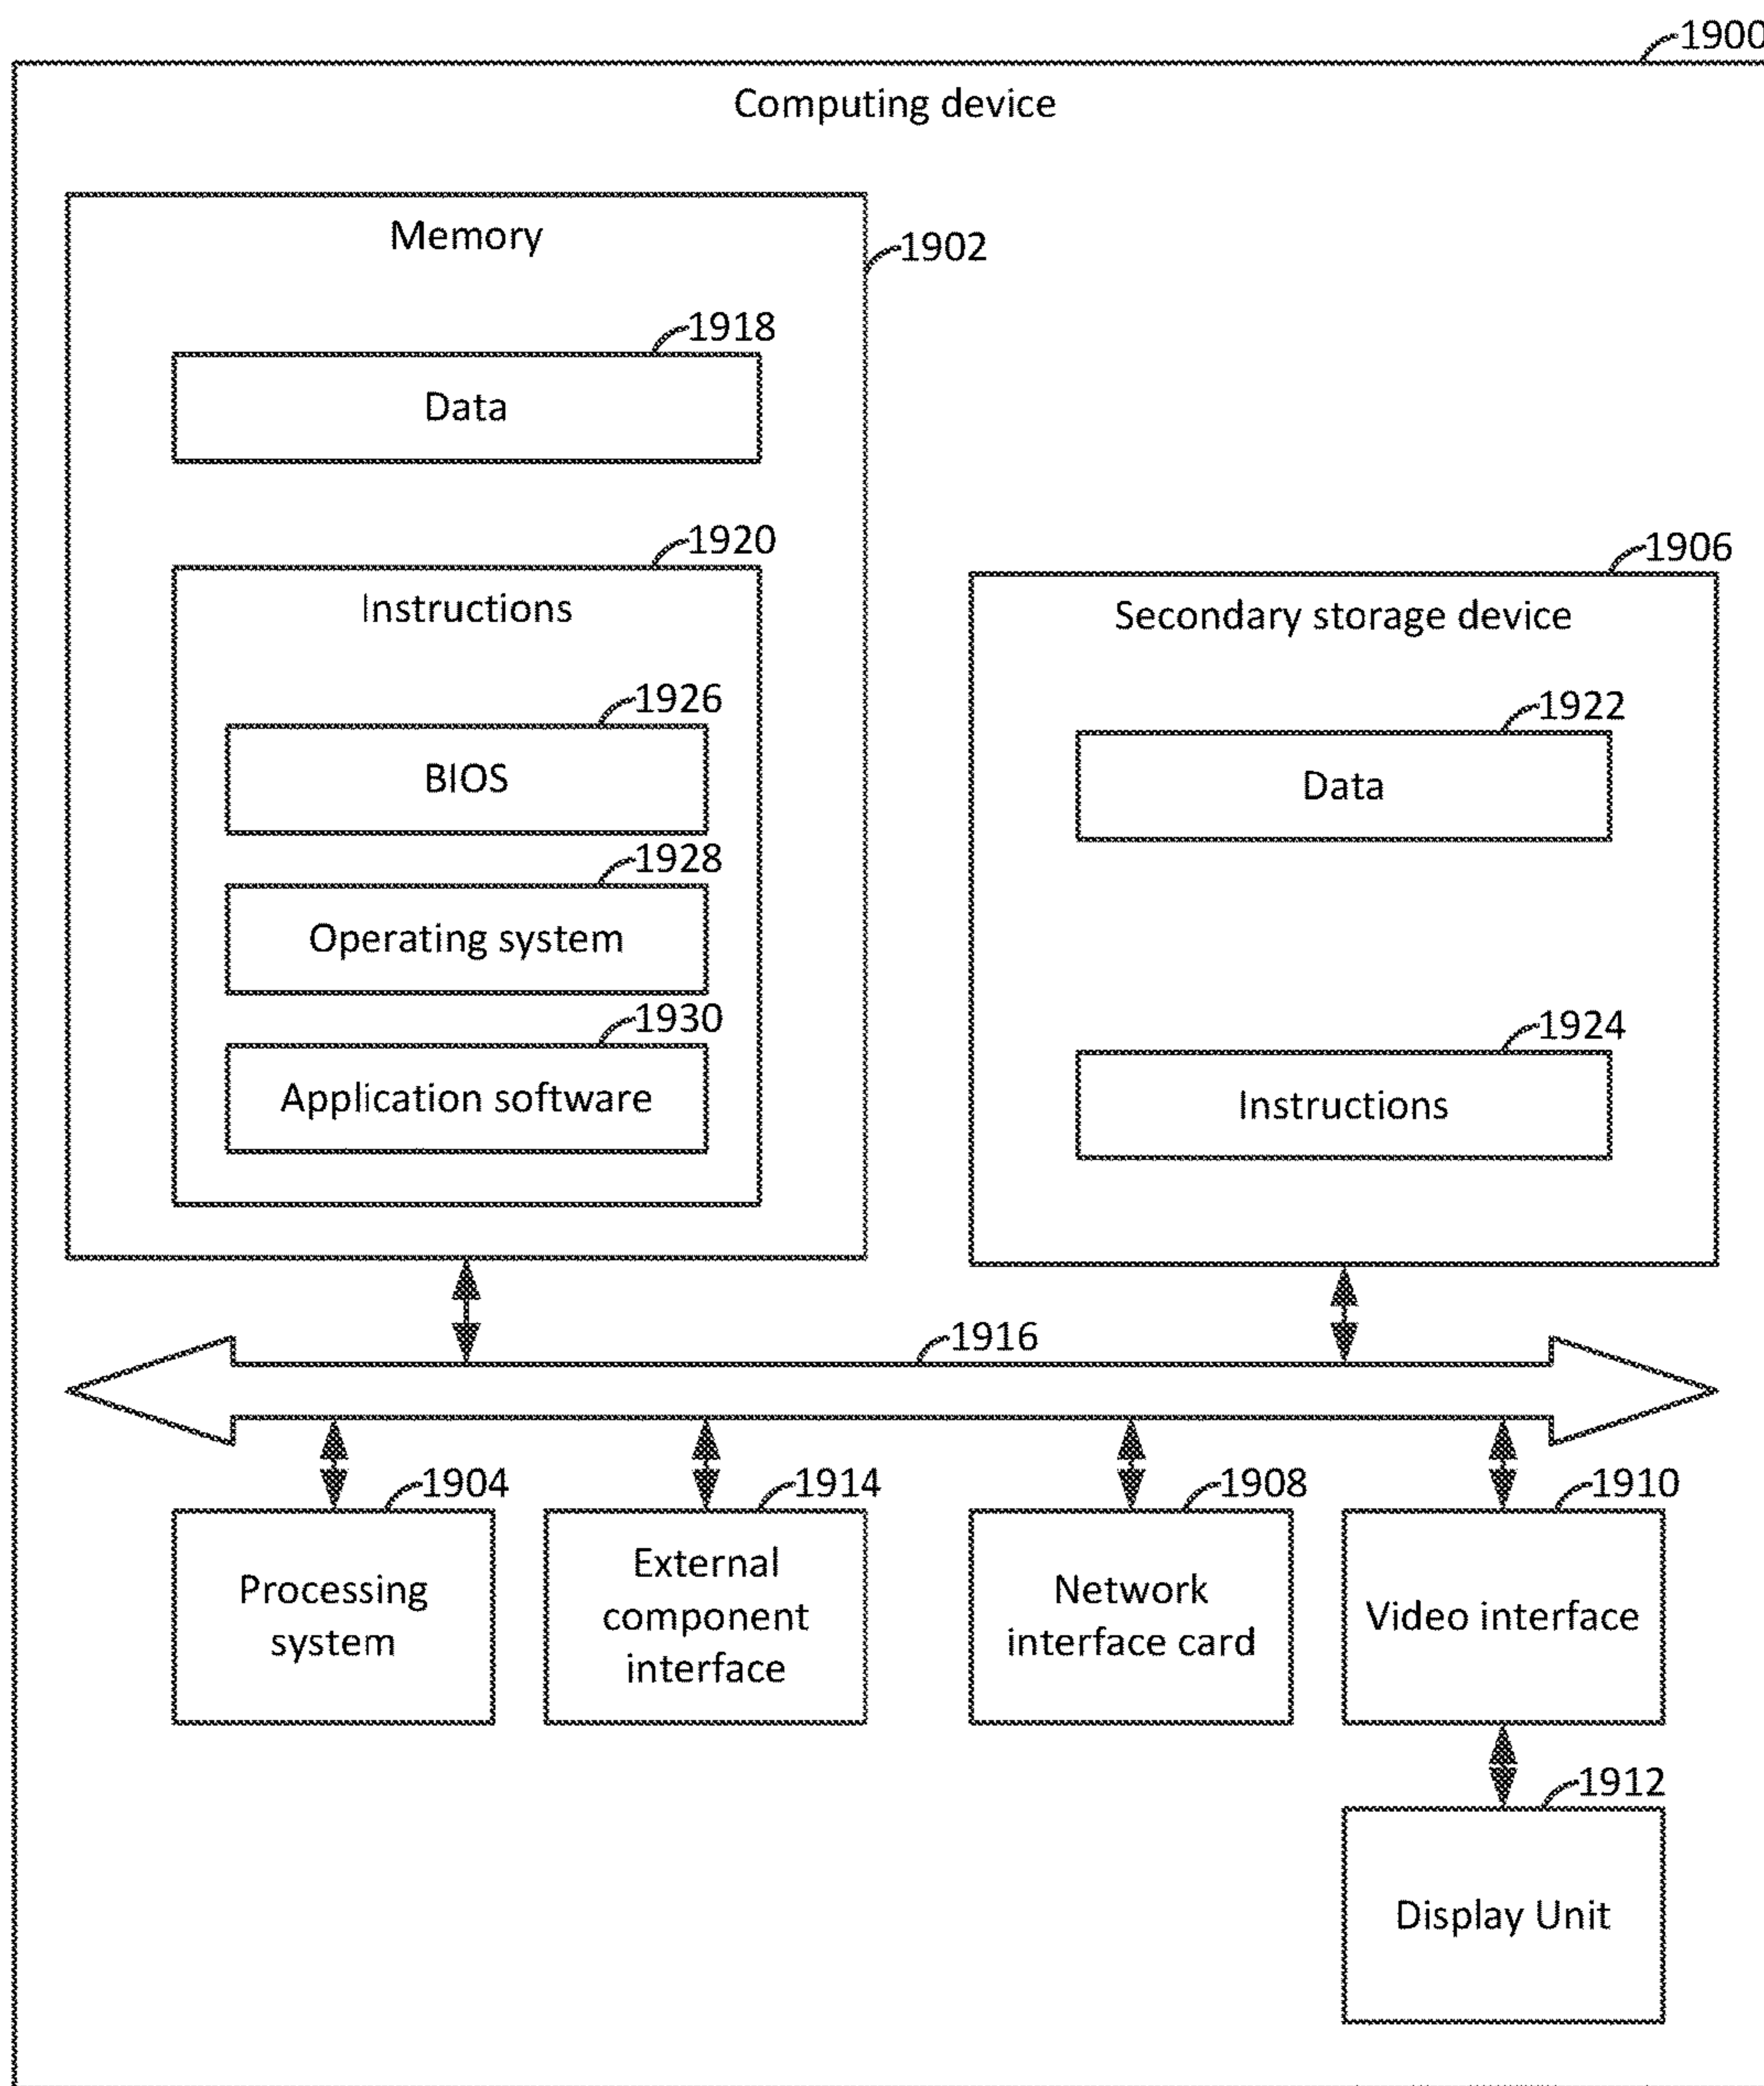 1900
Computing device
Memory
1902
1918
Data
1920
Instructions
1926
BIOS
1928
Operating system
1930
Application software
1906
Secondary storage device
1922
Data
1924
Instructions
1916
1904
Processing
system
1914
External
component
interface
1908
Network
interface card
1910
Video interface
1912
Display Unit